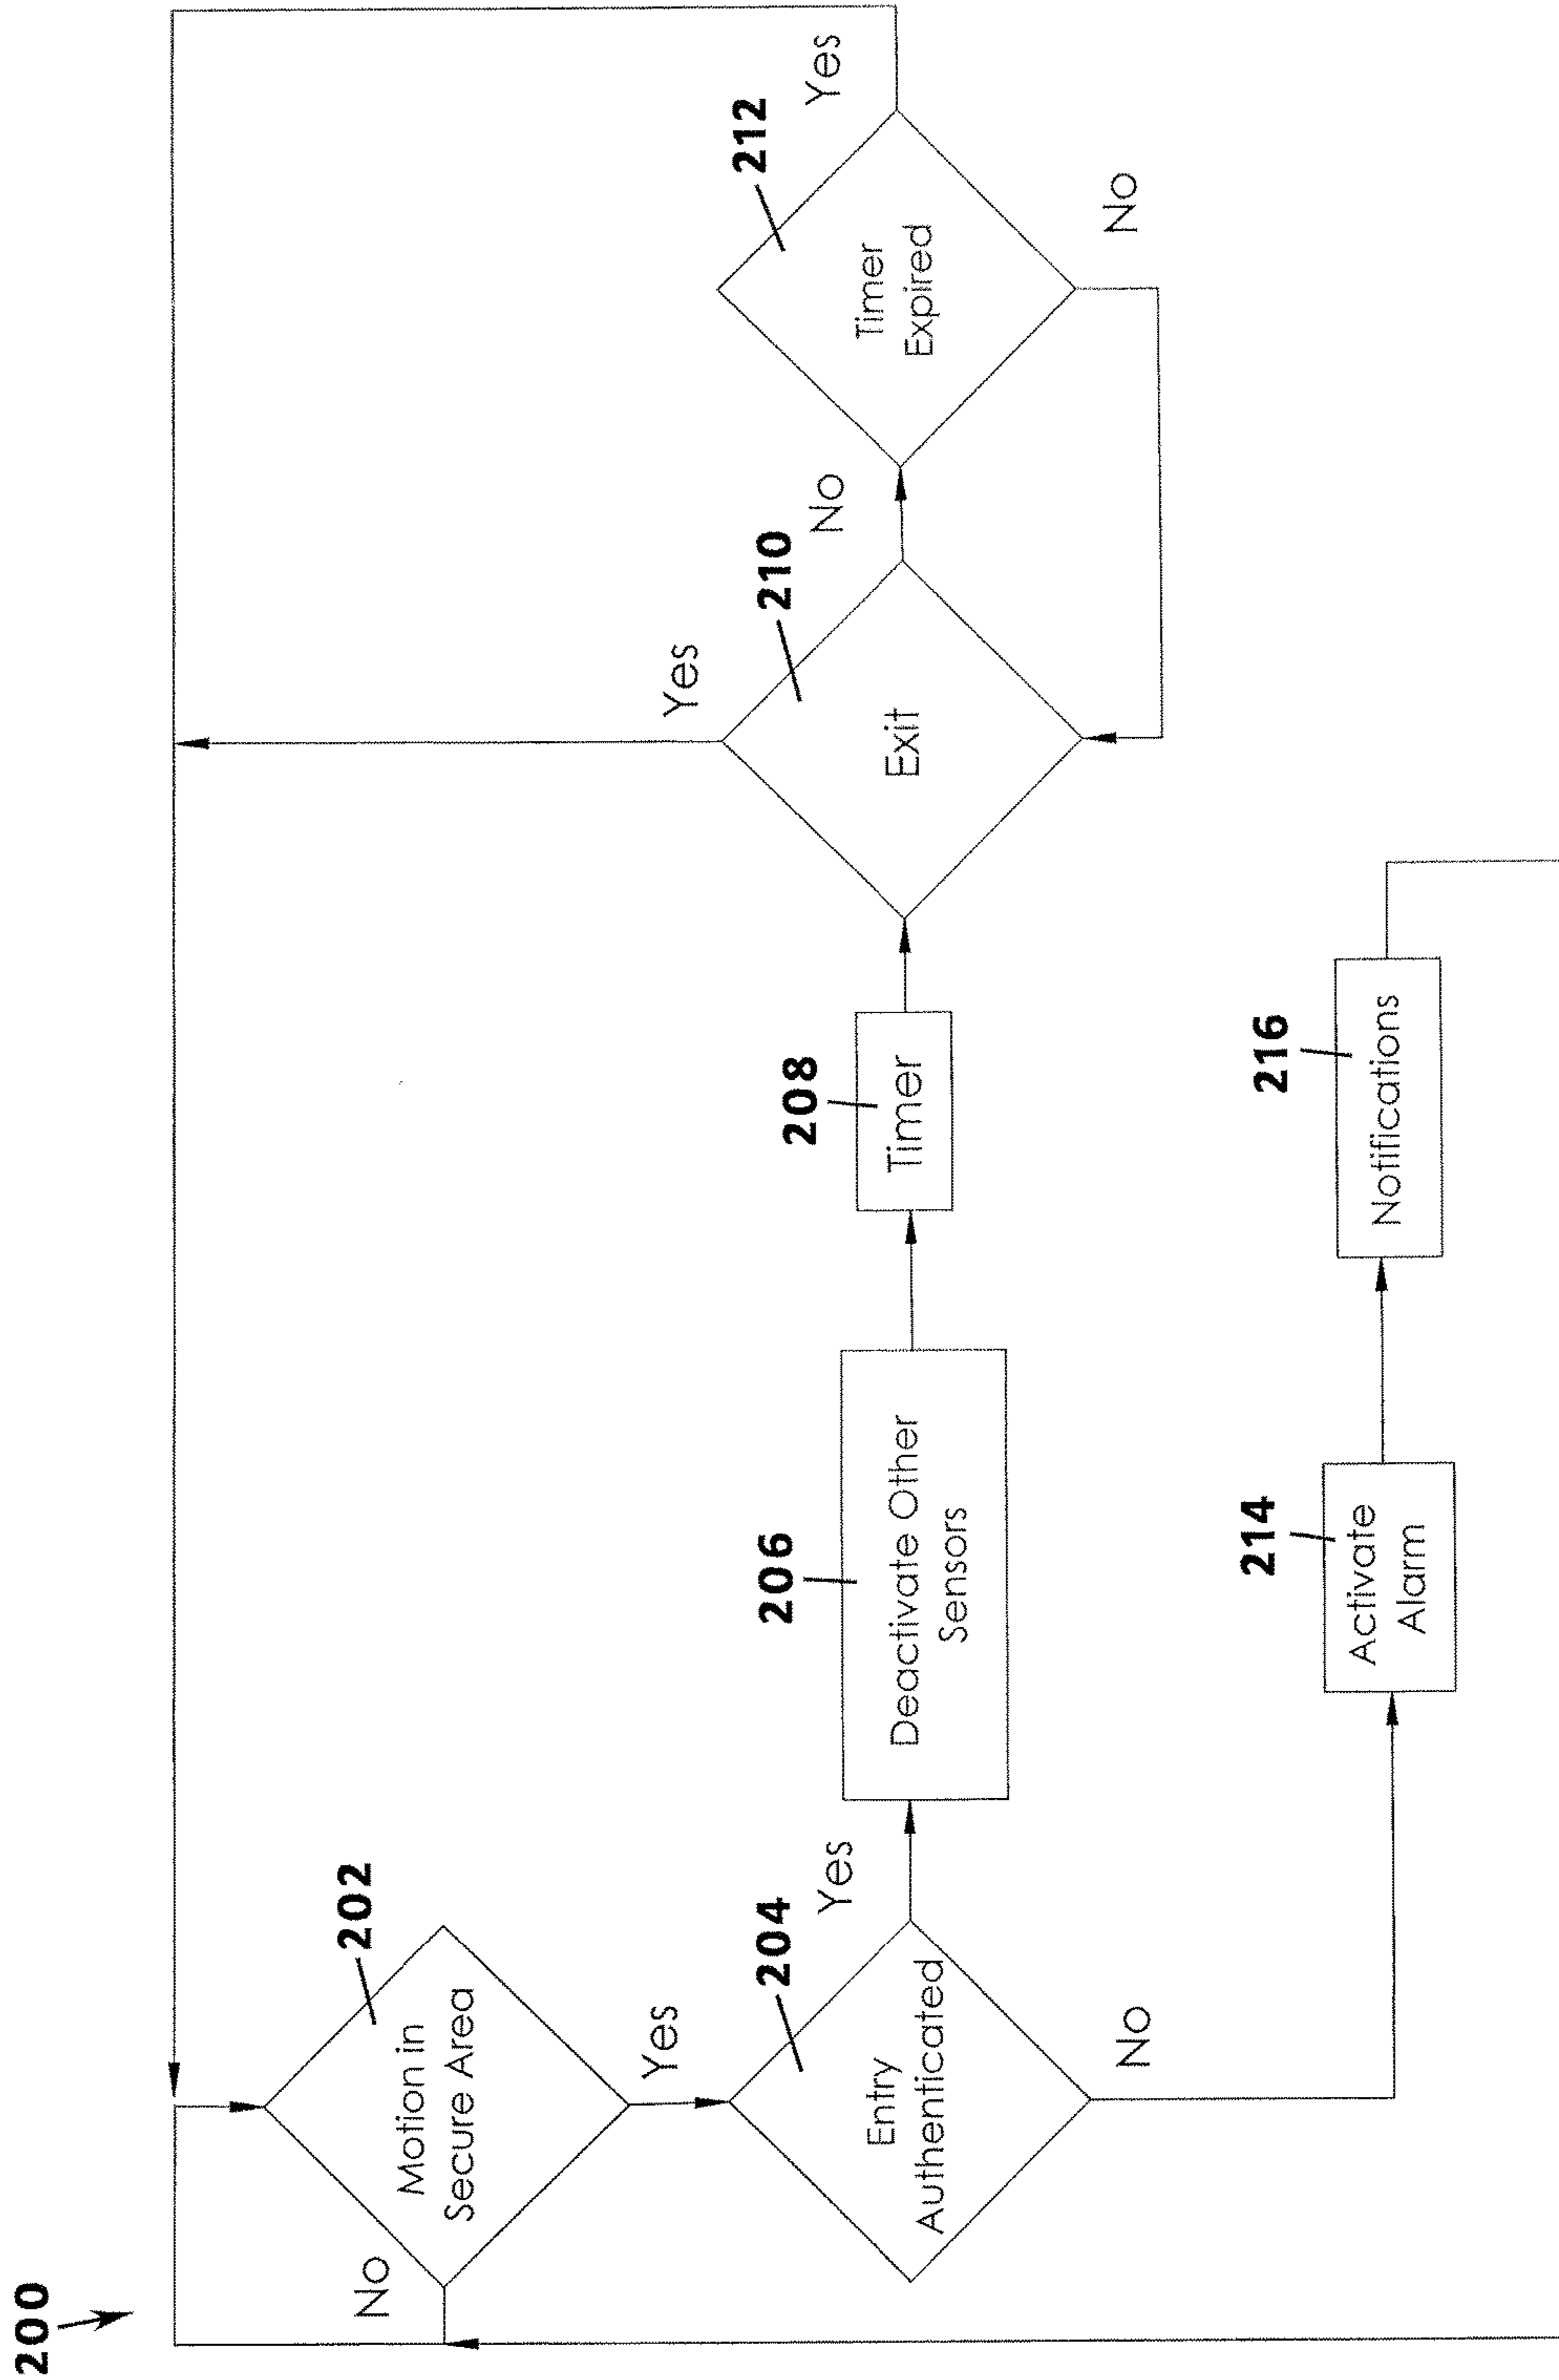 200
202
Motion in
Secure Area
No
Yes
204
Entry
Authenticated
Yes
No
206
Deactivate Other
Sensors
208
Timer
210
Exit
Yes
No
212
Timer
Expired
Yes
No
214
Activate
Alarm
216
Notifications